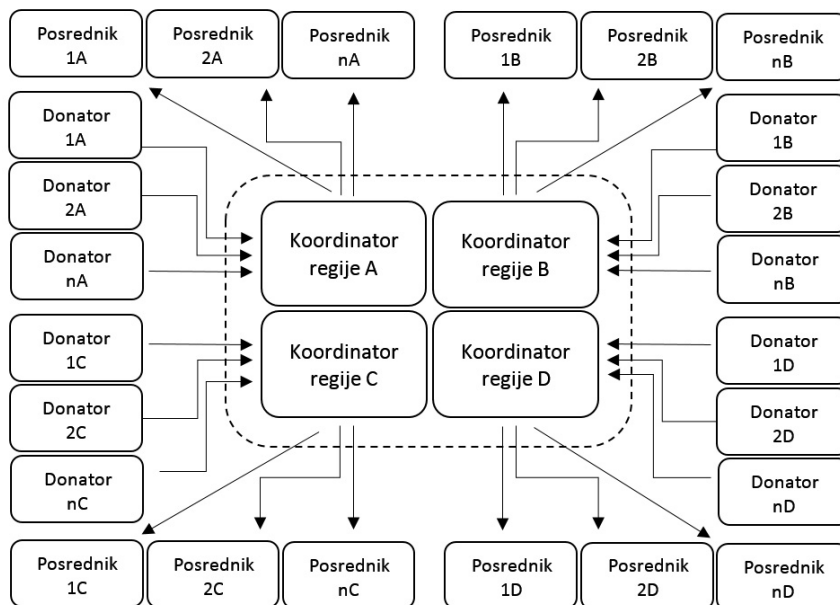 Posrednik
1A
Posrednik
2A
Posrednik
nA
Posrednik
1B
Posrednik
2B
Posrednik
nB
Donator
1A
Donator
2A
Donator
nA
Donator
1B
Donator
2B
Donator
nB
Koordinator
regije A
Koordinator
regije B
Koordinator
regije C
Koordinator
regije D
Donator
1C
Donator
2C
Donator
nC
Donator
1D
Donator
2D
Donator
nD
Posrednik
1C
Posrednik
2C
Posrednik
nC
Posrednik
1D
Posrednik
2D
Posrednik
nD